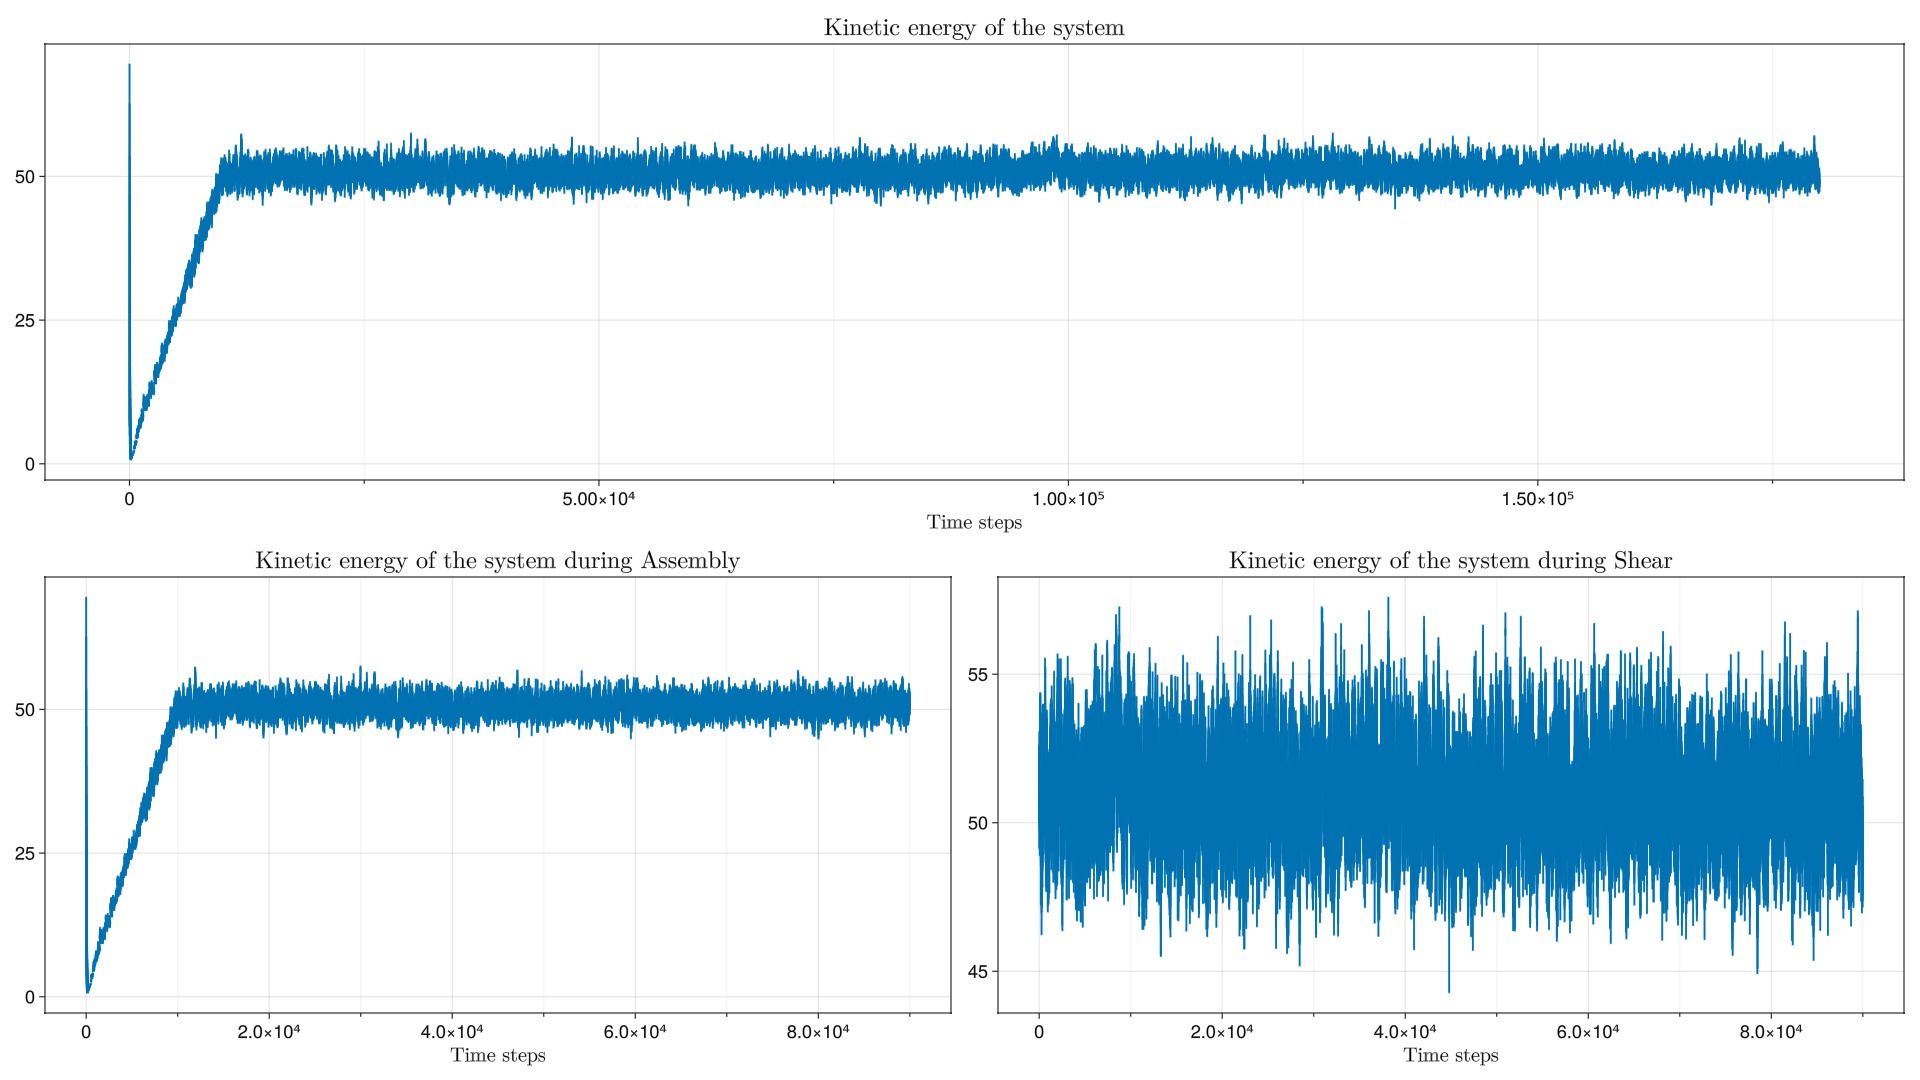 Kinetic energy of the system
50
25
0
0 5.00×10⁴ 1.00×10⁵ 1.50×10⁵
Time steps
Kinetic energy of the system during Assembly
50
25
0
0 2.0×10⁴ 4.0×10⁴ 6.0×10⁴ 8.0×10⁴
Time steps
Kinetic energy of the system during Shear
55
50
45
0 2.0×10⁴ 4.0×10⁴ 6.0×10⁴ 8.0×10⁴
Time steps